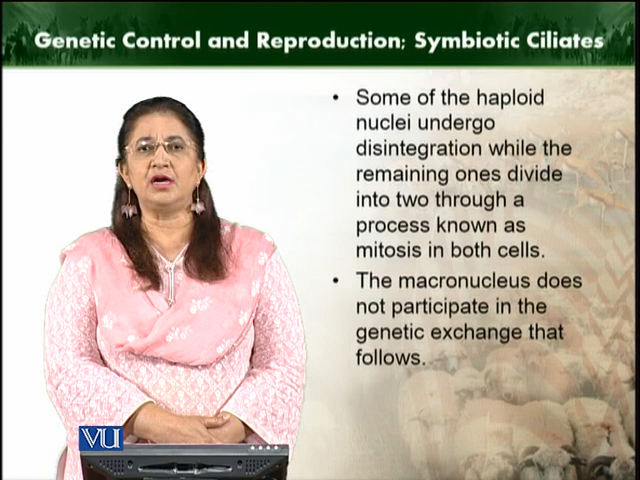 Genetic Control and Reproduction; Symbiotic Ciliates
• Some of the haploid
nuclei undergo
disintegration while the
remaining ones divide
into two through a
process known as
mitosis in both cells.
• The macronucleus does
not participate in the
genetic exchange that
follows.
VU